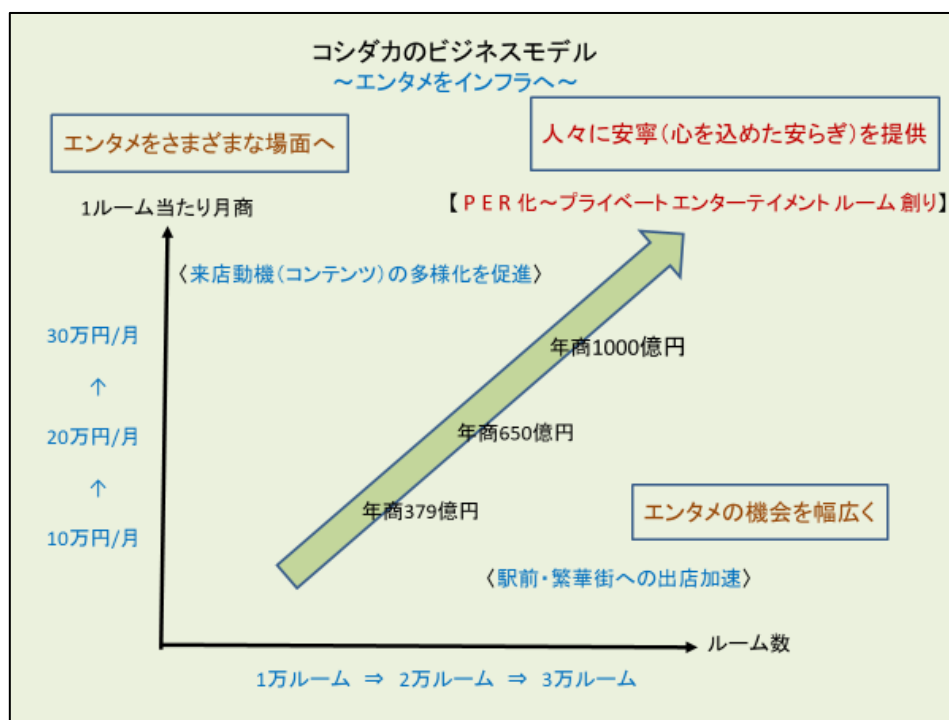 コシダカのビジネスモデル
～エンタメをインフラへ～
エンタメをさまざまな場面へ
人々に安寧（心を込めた安らぎ）を提供
1ルーム当たり月商
【ＰＥＲ化～プライベートエンターテイメントルーム創り】
〈来店動機（コンテンツ）の多様化を促進〉
30万円/月
↑
20万円/月
↑
10万円/月
年商1000億円
年商650億円
年商379億円
エンタメの機会を幅広く
〈駅前・繁華街への出店加速〉
ルーム数
1万ルーム ⇒ 2万ルーム ⇒ 3万ルーム